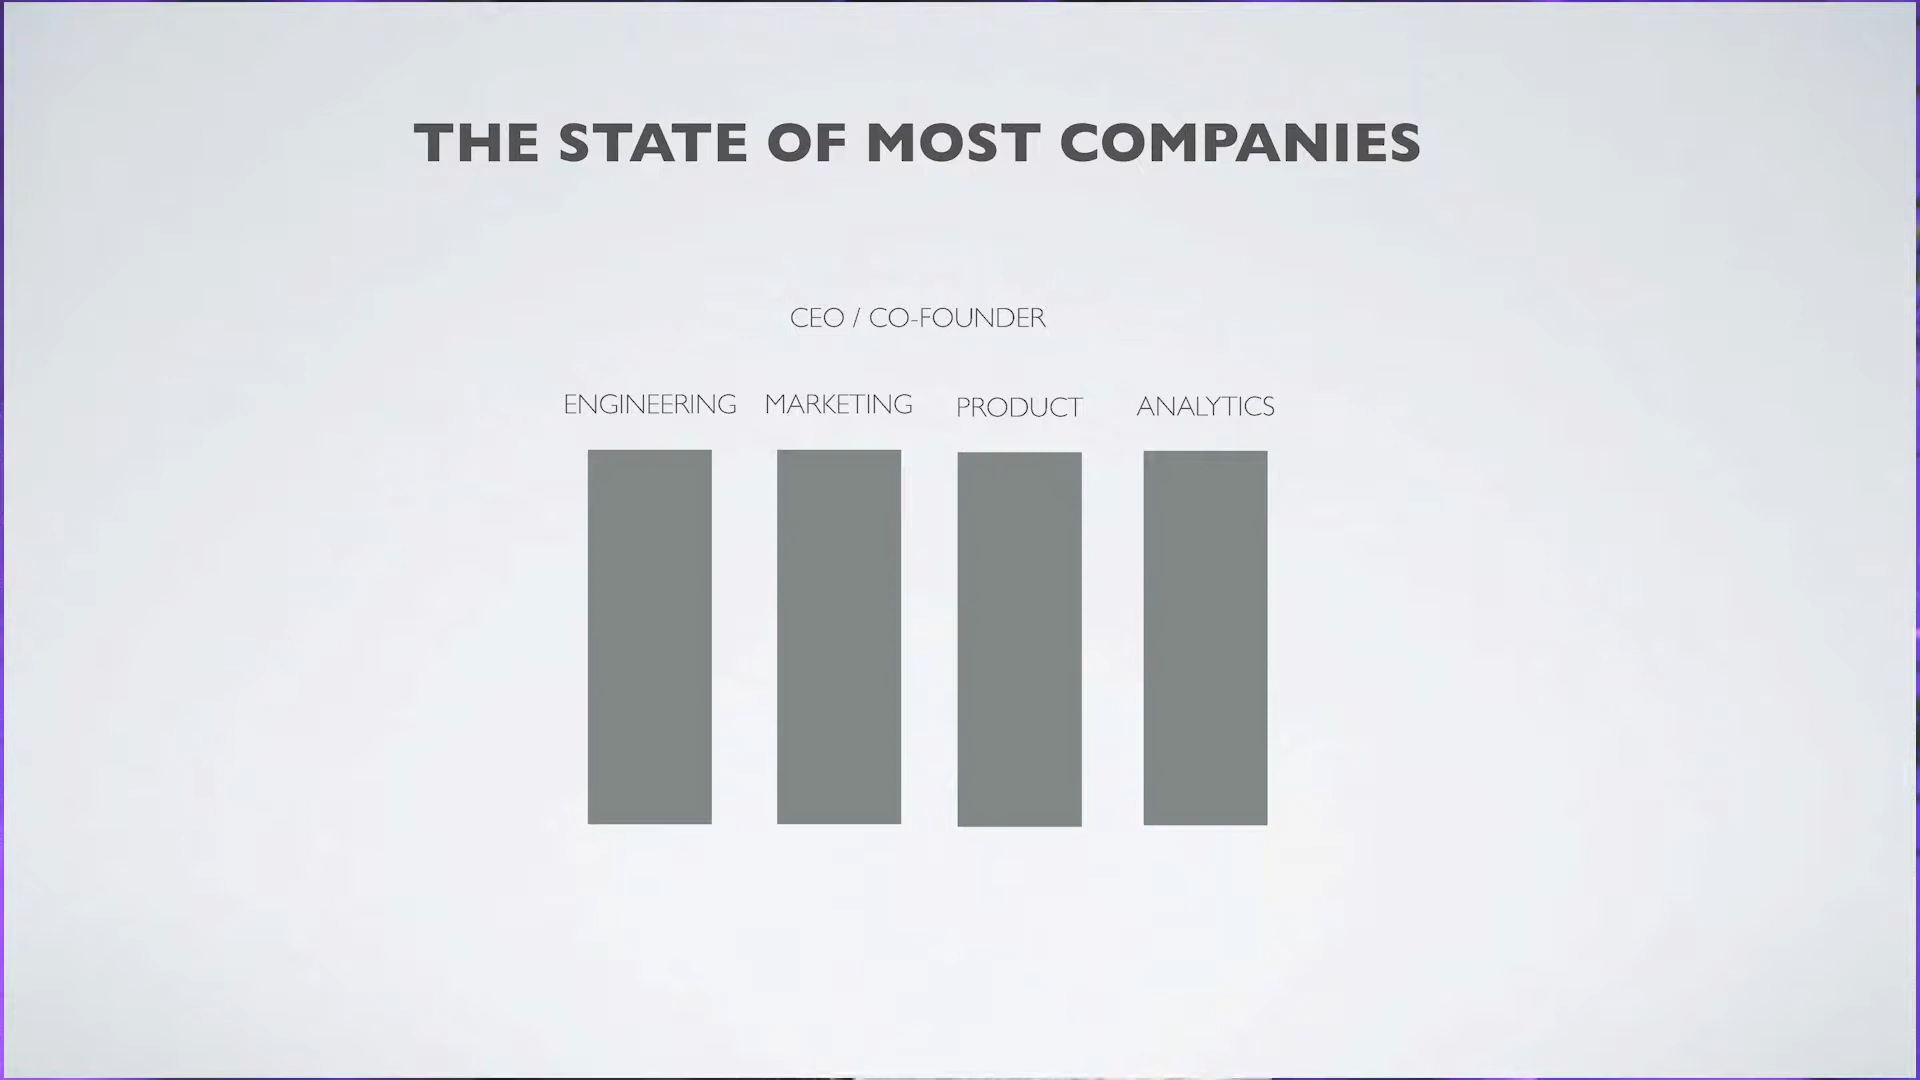 THE STATE OF MOST COMPANIES
CEO / CO-FOUNDER
ENGINEERING MARKETING PRODUCT ANALYTICS